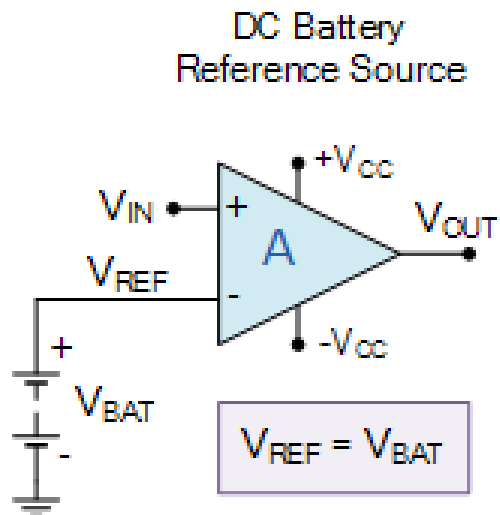 DC Battery
Reference Source
+VCC
VIN
+
A
VOUT
VREF
-
-VCC
+
VBAT
-
VREF = VBAT